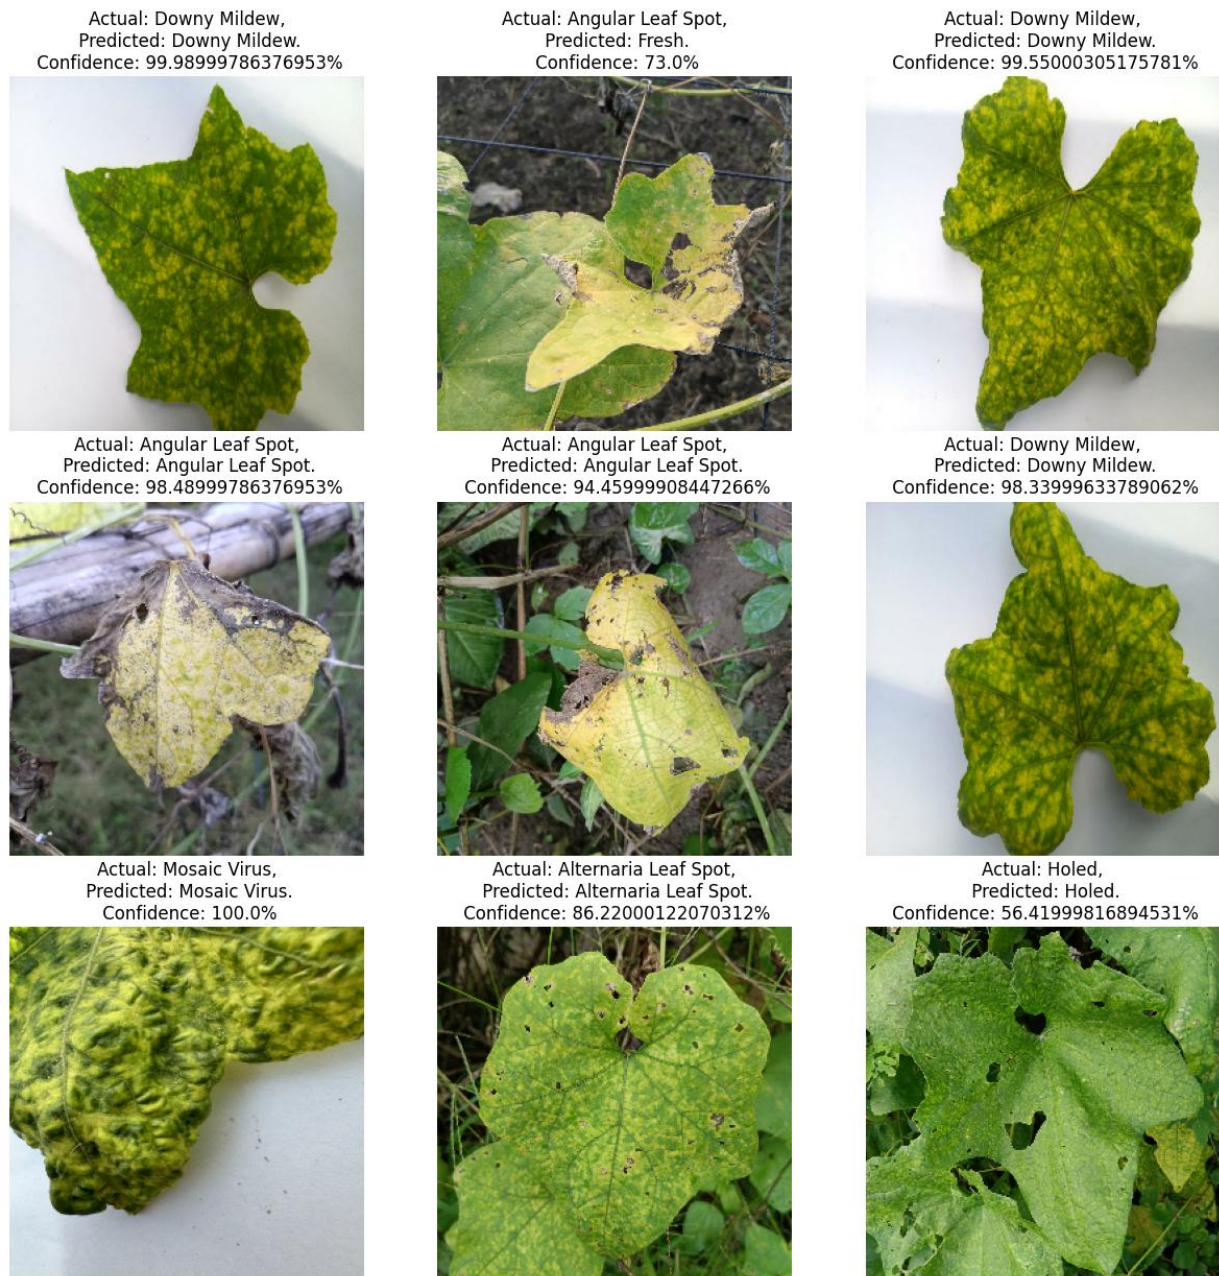 Actual: Downy Mildew,
Predicted: Downy Mildew.
Confidence: 99.98999786376953%
Actual: Angular Leaf Spot,
Predicted: Fresh.
Confidence: 73.0%
Actual: Downy Mildew,
Predicted: Downy Mildew.
Confidence: 99.55000305175781%
Actual: Angular Leaf Spot,
Predicted: Angular Leaf Spot.
Confidence: 98.48999786376953%
Actual: Angular Leaf Spot,
Predicted: Angular Leaf Spot.
Confidence: 94.45999908447266%
Actual: Downy Mildew,
Predicted: Downy Mildew.
Confidence: 98.33999633789062%
Actual: Mosaic Virus,
Predicted: Mosaic Virus.
Confidence: 100.0%
Actual: Alternaria Leaf Spot,
Predicted: Alternaria Leaf Spot.
Confidence: 86.22000122070312%
Actual: Holed,
Predicted: Holed.
Confidence: 56.41999816894531%